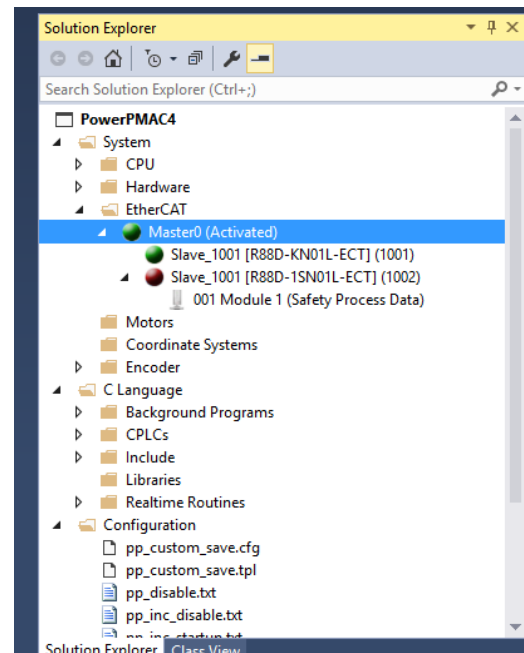 Solution Explorer
Search Solution Explorer (Ctrl+;)
PowerPMAC4
System
CPU
Hardware
EtherCAT
Master0 (Activated)
Slave_1001 [R88D-KN01L-ECT] (1001)
Slave_1001 [R88D-1SN01L-ECT] (1002)
001 Module 1 (Safety Process Data)
Motors
Coordinate Systems
Encoder
C Language
Background Programs
CPLCs
Include
Libraries
Realtime Routines
Configuration
pp_custom_save.cfg
pp_custom_save.tpl
pp_disable.txt
pp_inc_disable.txt
pp_inc_startup.txt
Solution Explorer Class View